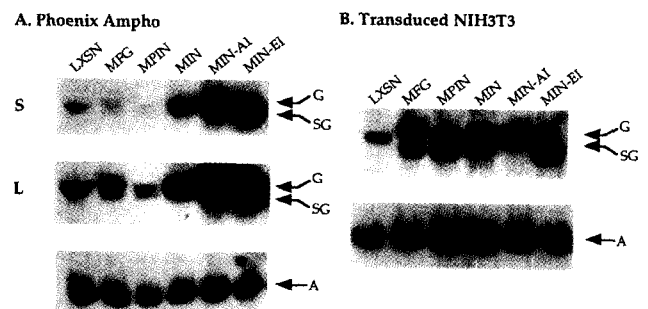 A. Phoenix Ampho
LXSN MFG MPIN MIN MIN-AI MIN-EI
S
G
SG
L
G
SG
A
B. Transduced NIH3T3
LXSN MFG MPIN MIN MIN-AI MIN-EI
G
SG
A